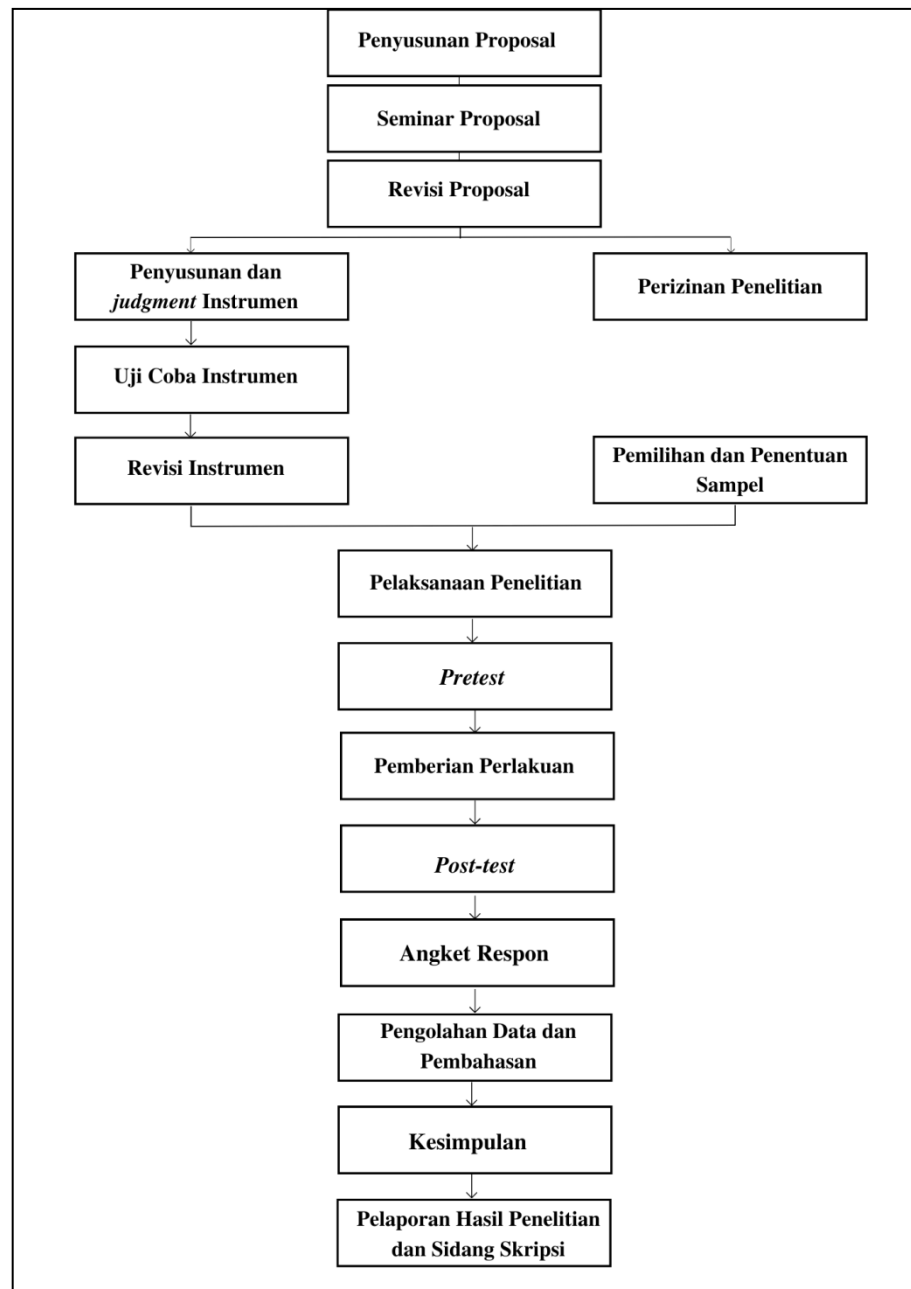 Penyusunan Proposal
Seminar Proposal
Revisi Proposal
Penyusunan dan
judgment Instrumen
Perizinan Penelitian
Uji Coba Instrumen
Revisi Instrumen
Pemilihan dan Penentuan
Sampel
Pelaksanaan Penelitian
Pretest
Pemberian Perlakuan
Post-test
Angket Respon
Pengolahan Data dan
Pembahasan
Kesimpulan
Pelaporan Hasil Penelitian
dan Sidang Skripsi